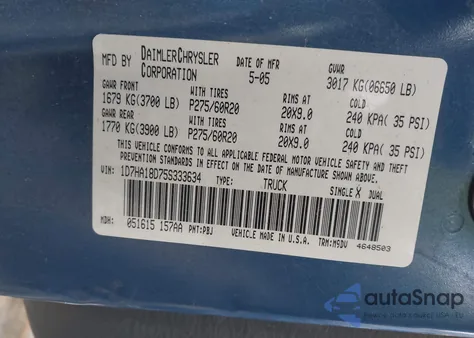 MFD BY DAIMLERCHRYSLER CORPORATION DATE OF MFR 5-05 GVWR 3017 KG(06650 LB)
GAWR FRONT WITH TIRES RIMS AT COLD
1679 KG(3700 LB) P275/60R20 20X9.0 240 KPA( 35 PSI)
GAWR REAR WITH TIRES RIMS AT COLD
1770 KG(3900 LB) P275/60R20 20X9.0 240 KPA( 35 PSI)
THIS VEHICLE CONFORMS TO ALL APPLICABLE FEDERAL MOTOR VEHICLE SAFETY, BUMPER, AND
THEFT PREVENTION STANDARDS IN EFFECT ON THE DATE OF MANUFACTURE SHOWN ABOVE.
VIN: 1D7HA18D75S333634 TYPE: TRUCK SINGLE X DUAL
MDH: 051615 157AA PNT:PBJ VEHICLE MADE IN U.S.A. TRM:M9DV 4648503
autoSnap